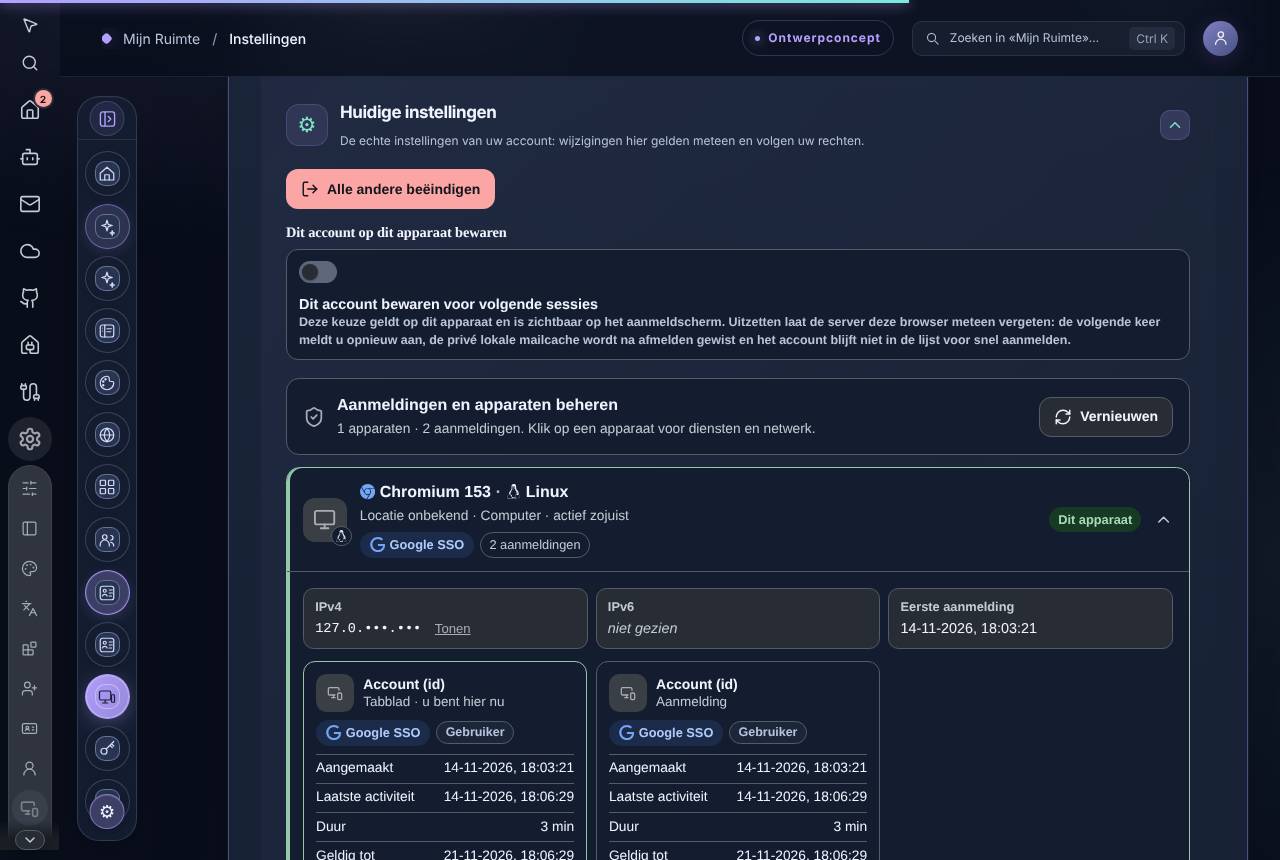 Mijn Ruimte / Instellingen
Ontwerpconcept
Zoeken in «Mijn Ruimte»...
Ctrl K
2
Huidige instellingen
De echte instellingen van uw account: wijzigingen hier gelden meteen en volgen uw rechten.
Alle andere beëindigen
Dit account op dit apparaat bewaren
Dit account bewaren voor volgende sessies
Deze keuze geldt op dit apparaat en is zichtbaar op het aanmeldscherm. Uitzetten laat de server deze browser meteen vergeten: de volgende keer
meldt u opnieuw aan, de privé lokale mailcache wordt na afmelden gewist en het account blijft niet in de lijst voor snel aanmelden.
Aanmeldingen en apparaten beheren
1 apparaten · 2 aanmeldingen. Klik op een apparaat voor diensten en netwerk.
Vernieuwen
Chromium 153 · Linux
Locatie onbekend · Computer · actief zojuist
Google SSO
2 aanmeldingen
Dit apparaat
IPv4
127.0.•••.••• Tonen
IPv6
niet gezien
Eerste aanmelding
14-11-2026, 18:03:21
Account (id)
Tabblad · u bent hier nu
Google SSO
Gebruiker
Aangemaakt 14-11-2026, 18:03:21
Laatste activiteit 14-11-2026, 18:06:29
Duur 3 min
Geldig tot 21-11-2026, 18:06:29
Account (id)
Aanmelding
Google SSO
Gebruiker
Aangemaakt 14-11-2026, 18:03:21
Laatste activiteit 14-11-2026, 18:06:29
Duur 3 min
Geldig tot 21-11-2026, 18:06:29